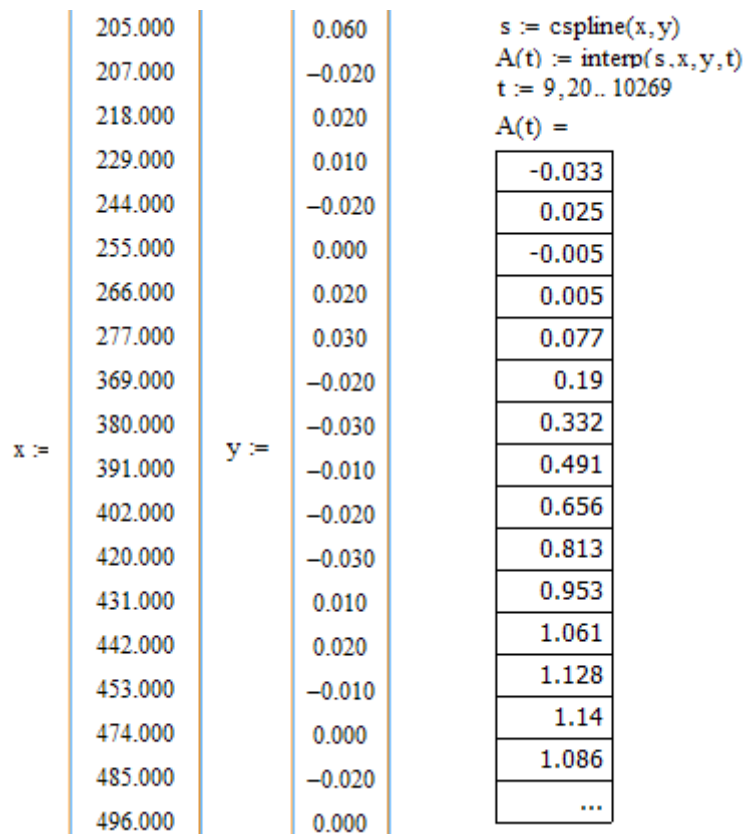 205.000 0.060 s := cspline(x,y)
207.000 −0.020 A(t) := interp(s,x,y,t)
218.000 0.020 t := 9,20.. 10269
229.000 0.010 A(t) =
244.000 −0.020 -0.033
255.000 0.000 0.025
266.000 0.020 -0.005
277.000 0.030 0.005
369.000 −0.020 0.077
380.000 −0.030 0.19
x := 391.000 y := −0.010 0.332
402.000 −0.020 0.491
420.000 −0.030 0.656
431.000 0.010 0.813
442.000 0.020 0.953
453.000 −0.010 1.061
474.000 0.000 1.128
485.000 −0.020 1.14
496.000 0.000 1.086
...